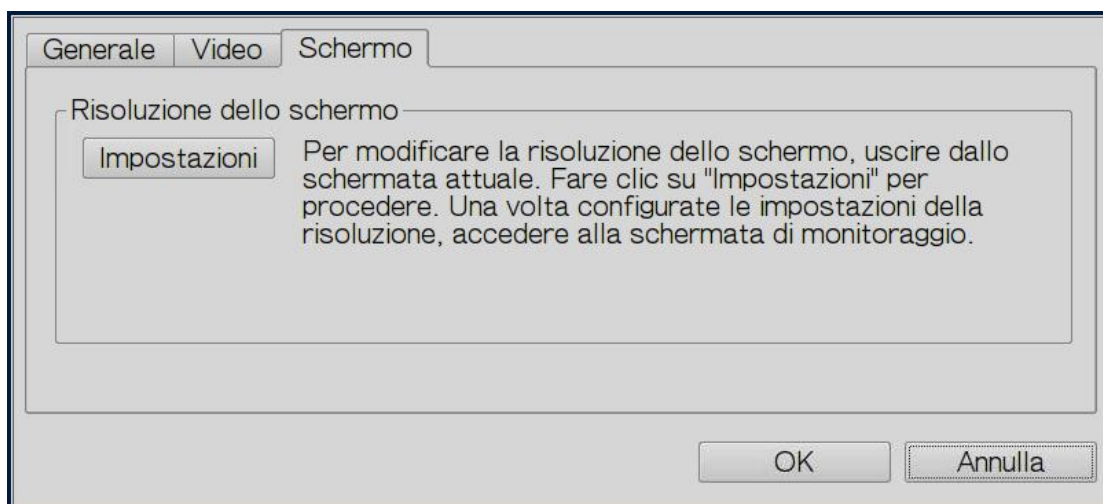 Generale Video Schermo
Risoluzione dello schermo
Impostazioni
Per modificare la risoluzione dello schermo, uscire dallo
schermata attuale. Fare clic su "Impostazioni" per
procedere. Una volta configurate le impostazioni della
risoluzione, accedere alla schermata di monitoraggio.
OK Annulla